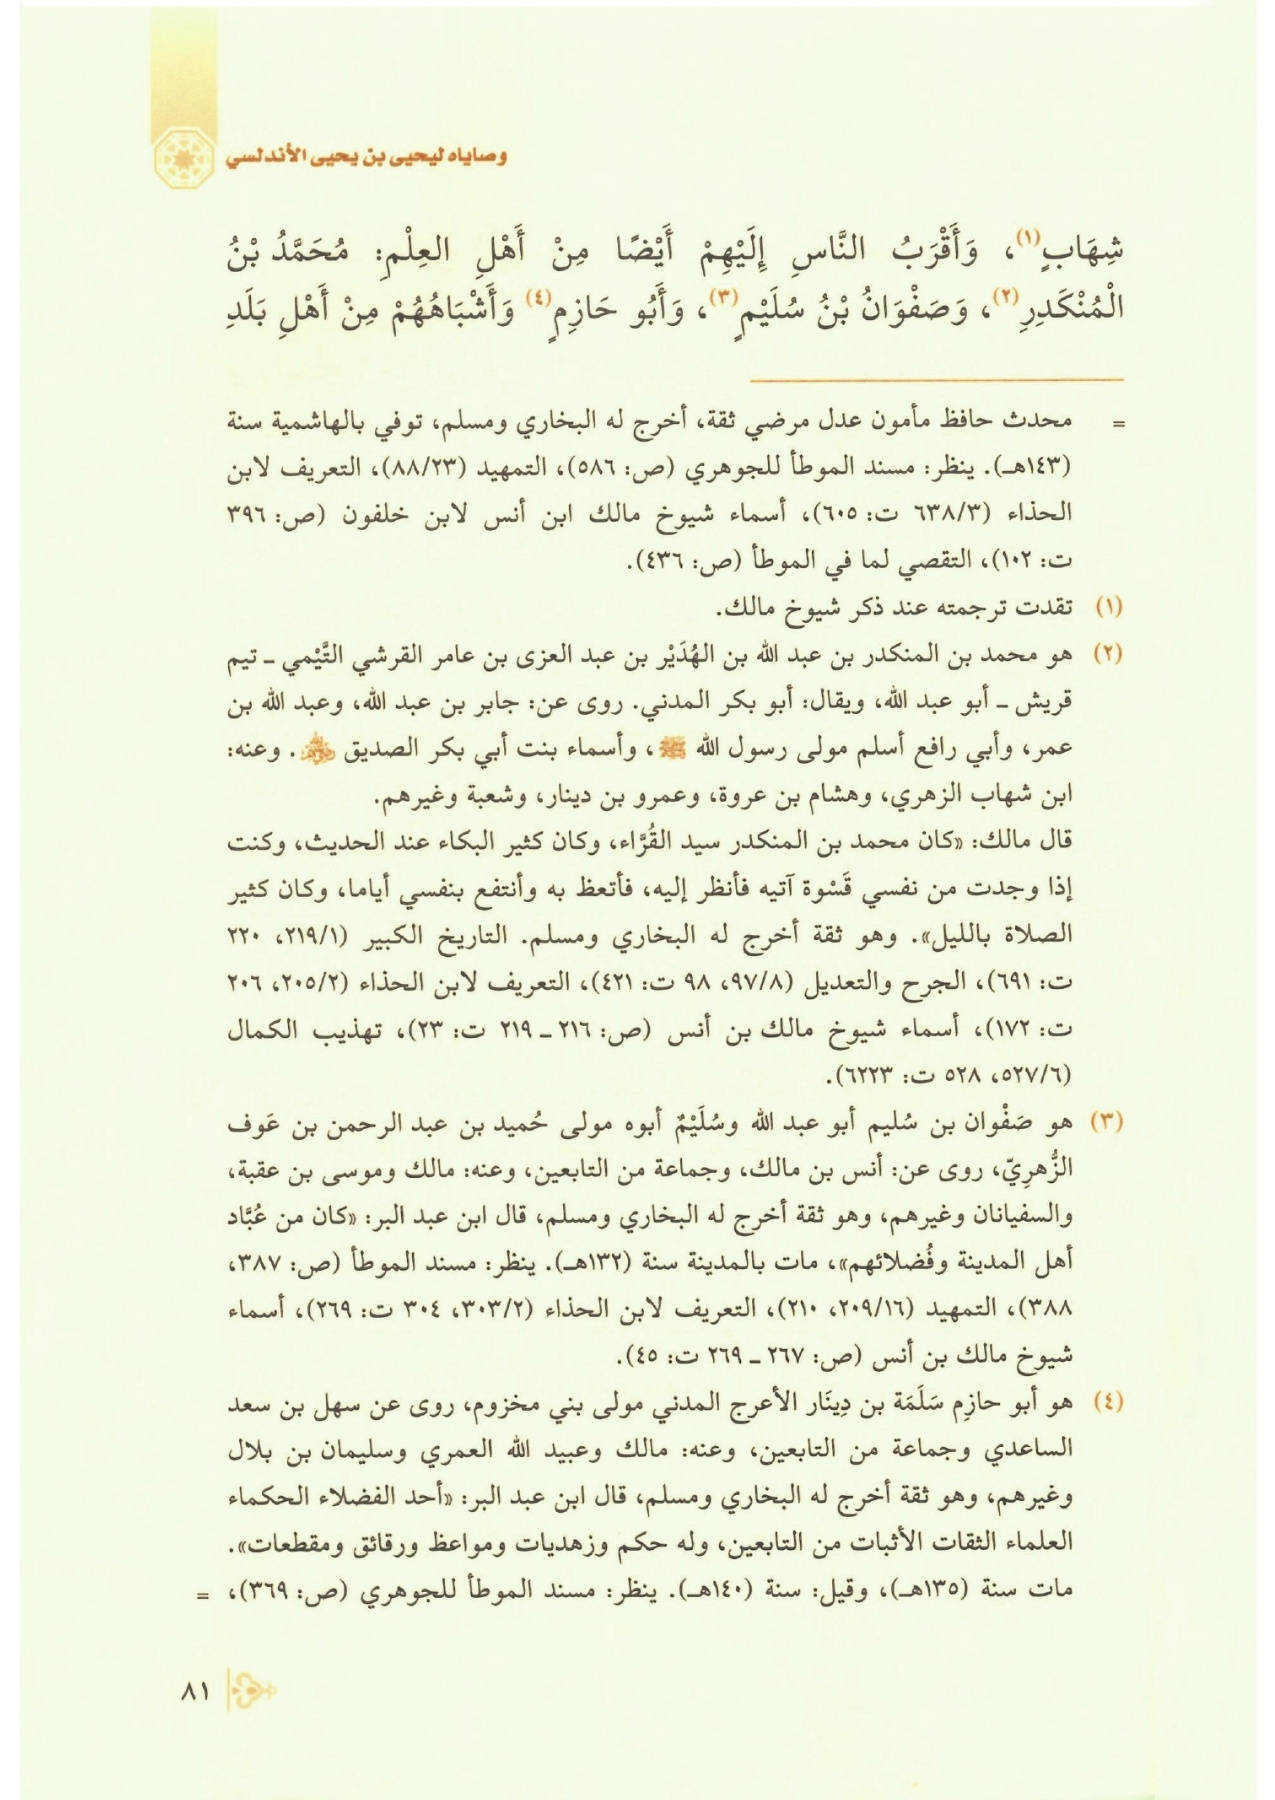 وصاياه ليحيى بن يحيى الأندلسي
شِهَابٍ(١)، وَأَقْرَبُ النَّاسِ إِلَيْهِمْ أَيْضًا مِنْ أَهْلِ العِلْمِ: مُحَمَّدُ بْنُ
الْمُنْكَدِرِ(٢)، وَصَفْوَانُ بْنُ سُلَيْمٍ(٣)، وَأَبُو حَازِمٍ(٤) وَأَشْبَاهُهُمْ مِنْ أَهْلِ بَلَدِ
= محدث حافظ مأمون عدل مرضي ثقة، أخرج له البخاري ومسلم، توفي بالهاشمية سنة
(١٤٣هـ). ينظر: مسند الموطأ للجوهري (ص: ٥٨٦)، التمهيد (٨٨/٢٣)، التعريف لابن
الحذاء (٦٣٨/٣ ت: ٦٠٥)، أسماء شيوخ مالك ابن أنس لابن خلفون (ص: ٣٩٦
ت: ١٠٢)، التقصي لما في الموطأ (ص: ٤٣٦).
(١) تقدت ترجمته عند ذكر شيوخ مالك.
(٢) هو محمد بن المنكدر بن عبد الله بن الهُدَيْر بن عبد العزى بن عامر القرشي التَّيْمي ـ تيم
قريش ـ أبو عبد الله، ويقال: أبو بكر المدني. روى عن: جابر بن عبد الله، وعبد الله بن
عمر، وأبي رافع أسلم مولى رسول الله ﷺ، وأسماء بنت أبي بكر الصديق . وعنه:
ابن شهاب الزهري، وهشام بن عروة، وعمرو بن دينار، وشعبة وغيرهم.
قال مالك: «كان محمد بن المنكدر سيد القُرَّاء، وكان كثير البكاء عند الحديث، وكنت
إذا وجدت من نفسي قَسْوة آتيه فأنظر إليه، فأتعظ به وأنتفع بنفسي أياما، وكان كثير
الصلاة بالليل». وهو ثقة أخرج له البخاري ومسلم. التاريخ الكبير (٢١٩/١، ٢٢٠
ت: ٦٩١)، الجرح والتعديل (٩٧/٨، ٩٨ ت: ٤٢١)، التعريف لابن الحذاء (٢٠٥/٢، ٢٠٦
ت: ١٧٢)، أسماء شيوخ مالك بن أنس (ص: ٢١٦ ـ ٢١٩ ت: ٢٣)، تهذيب الكمال
(٥٢٧/٦، ٥٢٨ ت: ٦٢٢٣).
(٣) هو صَفْوان بن سُليم أبو عبد الله وسُلَيْمٌ أبوه مولى حُميد بن عبد الرحمن بن عَوف
الزُّهرِيّ، روى عن: أنس بن مالك، وجماعة من التابعين، وعنه: مالك وموسى بن عقبة،
والسفيانان وغيرهم، وهو ثقة أخرج له البخاري ومسلم، قال ابن عبد البر: «كان من عُبَّاد
أهل المدينة وفُضلائهم»، مات بالمدينة سنة (١٣٢هـ). ينظر: مسند الموطأ (ص: ٣٨٧،
٣٨٨)، التمهيد (٢٠٩/١٦، ٢١٠)، التعريف لابن الحذاء (٣٠٣/٢، ٣٠٤ ت: ٢٦٩)، أسماء
شيوخ مالك بن أنس (ص: ٢٦٧ ـ ٢٦٩ ت: ٤٥).
(٤) هو أبو حازِم سَلَمَة بن دِينَار الأعرج المدني مولى بني مخزوم، روى عن سهل بن سعد
الساعدي وجماعة من التابعين، وعنه: مالك وعبيد الله العمري وسليمان بن بلال
وغيرهم، وهو ثقة أخرج له البخاري ومسلم، قال ابن عبد البر: «أحد الفضلاء الحكماء
العلماء الثقات الأثبات من التابعين، وله حكم وزهديات ومواعظ ورقائق ومقطعات».
مات سنة (١٣٥هـ)، وقيل: سنة (١٤٠هـ). ينظر: مسند الموطأ للجوهري (ص: ٣٦٩)، =
٨١